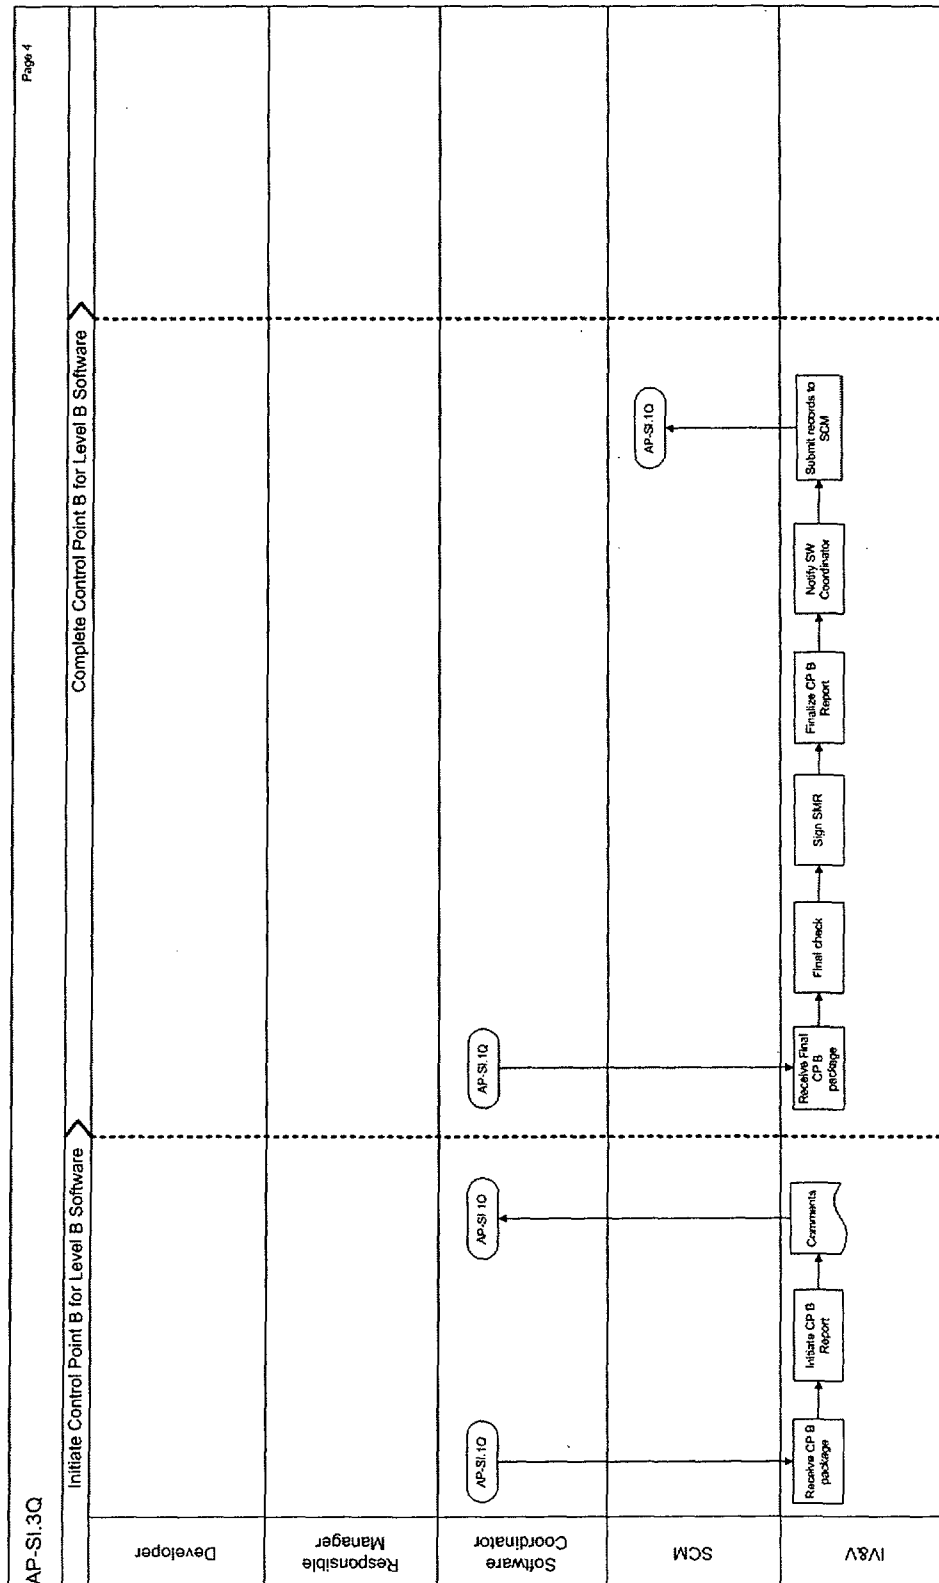 AP-SI.3Q
Page 4
Initiate Control Point B for Level B Software
Complete Control Point B for Level B Software
Developer
Responsible
Manager
Software
Coordinator
AP-SI.1Q
AP-SI.1Q
AP-SI.1Q
SCM
AP-SI.1Q
IV&V
Receive CP B
package
Initiate CP B
Report
Comments
Receive Final
CP B
package
Final check
Sign SMR
Finalize CP B
Report
Notify SW
Coordinator
Submit records to
SCM